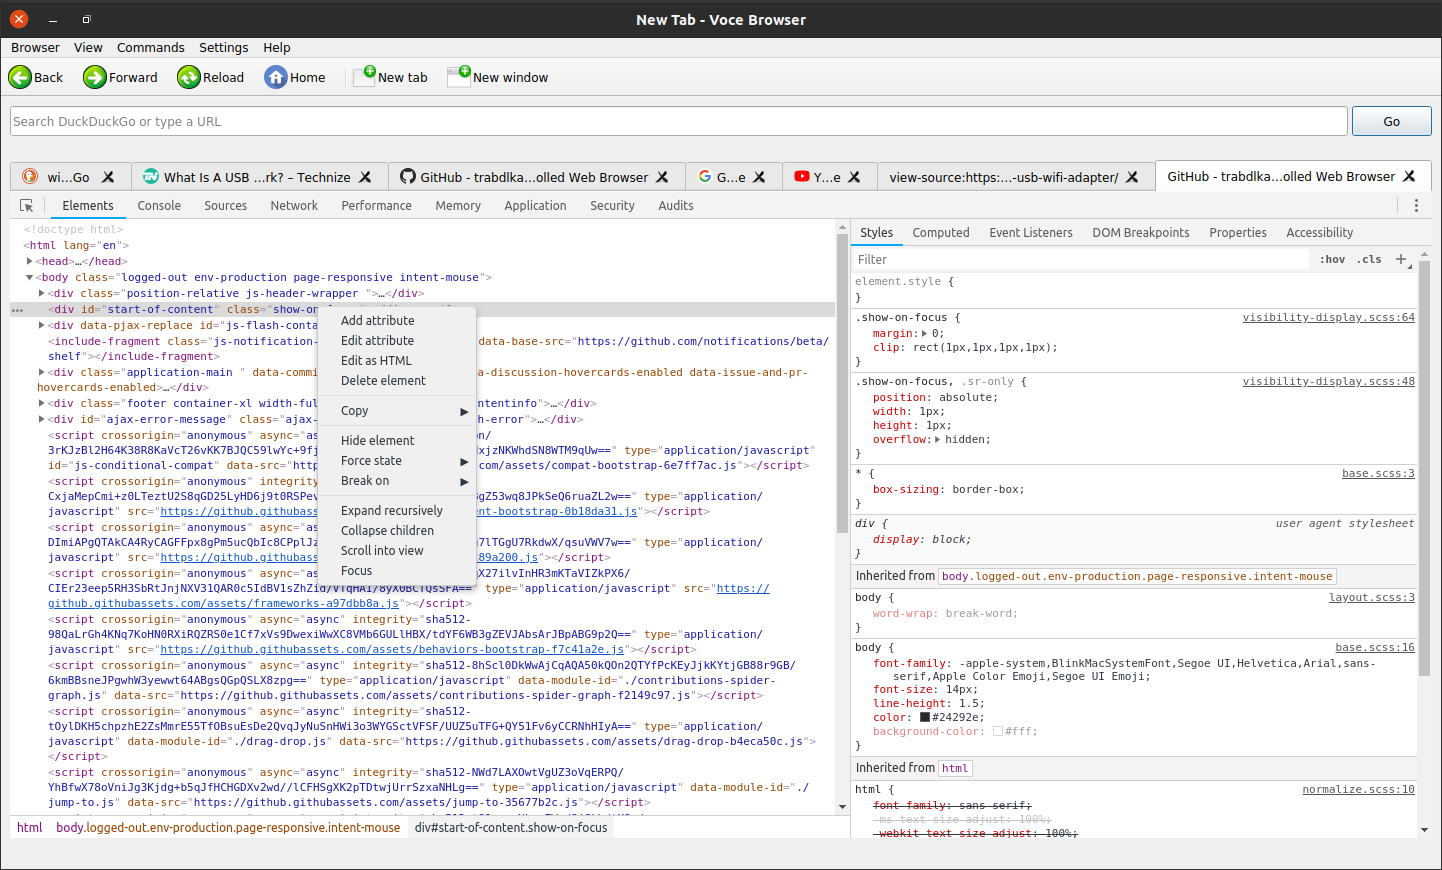 New Tab - Voce Browser
Browser View Commands Settings Help
Back Forward Reload Home New tab New window
Search DuckDuckGo or type a URL Go
wi...Go What Is A USB ...rk? – Technize GitHub - trabdlka...olled Web Browser G...e Y...e view-source:https:...-usb-wifi-adapter/ GitHub - trabdlka...olled Web Browser
Elements Console Sources Network Performance Memory Application Security Audits
<!doctype html>
<html lang="en">
<head>…</head>
<body class="logged-out env-production page-responsive intent-mouse">
<div class="position-relative js-header-wrapper ">…</div>
<div id="start-of-content" class="show-on
<div data-pjax-replace id="js-flash-conta
<include-fragment class="js-notification- data-base-src="https://github.com/notifications/beta/
shelf"></include-fragment>
<div class="application-main " data-commi a-discussion-hovercards-enabled data-issue-and-pr-
hovercards-enabled>…</div>
<div class="footer container-xl width-ful ntentinfo">…</div>
<div id="ajax-error-message" class="ajax- h-error">…</div>
<script crossorigin="anonymous" async="as on/
3rKJzBl2H64K38R8KaVcT26vKK7BJQC59lwYc+9fj xjzNKWhdSN8WTM9qUw==" type="application/javascript"
id="js-conditional-compat" data-src="http com/assets/compat-bootstrap-6e7ff7ac.js"></script>
<script crossorigin="anonymous" integrity
CxjaMepCmi+z0LTeztU2S8qGD25LyHD6j9t0RSPev gZ53wq8JPkSeQ6ruaZL2w==" type="application/
javascript" src="https://github.githubass nt-bootstrap-0b18da31.js"></script>
<script crossorigin="anonymous" async="as
DImiAPgQTAkCA4RyCAGFFpx8gPm5ucQbIc8CPplJz 7lTGgU7RkdwX/qsuVWV7w==" type="application/
javascript" src="https://github.githubass 89a200.js"></script>
<script crossorigin="anonymous" async="as X27ilvInHR3mKTaVIZkPX6/
CIEr23eep5RH3SbRtJnjNXV31QAR0c5IdBV1sZhZid/VTqHAI/8yX0BCTQsSFA==" type="application/javascript" src="https://
github.githubassets.com/assets/frameworks-a97dbb8a.js"></script>
<script crossorigin="anonymous" async="async" integrity="sha512-
98QaLrGh4KNq7KoHN0RXiRQZRS0e1Cf7xVs9DwexiWwXC8VMb6GULlHBX/tdYF6WB3gZEVJAbsArJBpABG9p2Q==" type="application/
javascript" src="https://github.githubassets.com/assets/behaviors-bootstrap-f7c41a2e.js"></script>
<script crossorigin="anonymous" async="async" integrity="sha512-8hScl0DkWwAjCqAQA50kQOn2QTYfPcKEyJjkKYtjGB88r9GB/
6kmBBsneJPgwhW3yewwt64ABgsQGpQSLX8zpg==" type="application/javascript" data-module-id="./contributions-spider-
graph.js" data-src="https://github.githubassets.com/assets/contributions-spider-graph-f2149c97.js"></script>
<script crossorigin="anonymous" async="async" integrity="sha512-
tOylDKH5chpzhE2ZsMmrE55TfOBsuEsDe2QvqJyNuSnHWi3o3WYGSctVFSF/UUZ5uTFG+QY51Fv6yCCRNhHIyA==" type="application/
javascript" data-module-id="./drag-drop.js" data-src="https://github.githubassets.com/assets/drag-drop-b4eca50c.js">
</script>
<script crossorigin="anonymous" async="async" integrity="sha512-NWd7LAXOwtVgUZ3oVqERPQ/
YhBfwX78oVniJg3Kjdg+b5qJfHCHGDXv2wd//lCFHSgXK2pTDtwjUrrSzxaNHLg==" type="application/javascript" data-module-id="./
jump-to.js" data-src="https://github.githubassets.com/assets/jump-to-35677b2c.js"></script>
html body.logged-out.env-production.page-responsive.intent-mouse div#start-of-content.show-on-focus
Add attribute
Edit attribute
Edit as HTML
Delete element
Copy
Hide element
Force state
Break on
Expand recursively
Collapse children
Scroll into view
Focus
Styles Computed Event Listeners DOM Breakpoints Properties Accessibility
Filter :hov .cls +
element.style {
}
.show-on-focus { visibility-display.scss:64
margin: 0;
clip: rect(1px,1px,1px,1px);
}
.show-on-focus, .sr-only { visibility-display.scss:48
position: absolute;
width: 1px;
height: 1px;
overflow: hidden;
}
* { base.scss:3
box-sizing: border-box;
}
div { user agent stylesheet
display: block;
}
Inherited from body.logged-out.env-production.page-responsive.intent-mouse
body { layout.scss:3
word-wrap: break-word;
}
body { base.scss:16
font-family: -apple-system,BlinkMacSystemFont,Segoe UI,Helvetica,Arial,sans-
serif,Apple Color Emoji,Segoe UI Emoji;
font-size: 14px;
line-height: 1.5;
color: #24292e;
background-color: #fff;
}
Inherited from html
html { normalize.scss:10
font-family: sans-serif;
-ms-text-size-adjust: 100%;
-webkit-text-size-adjust: 100%;